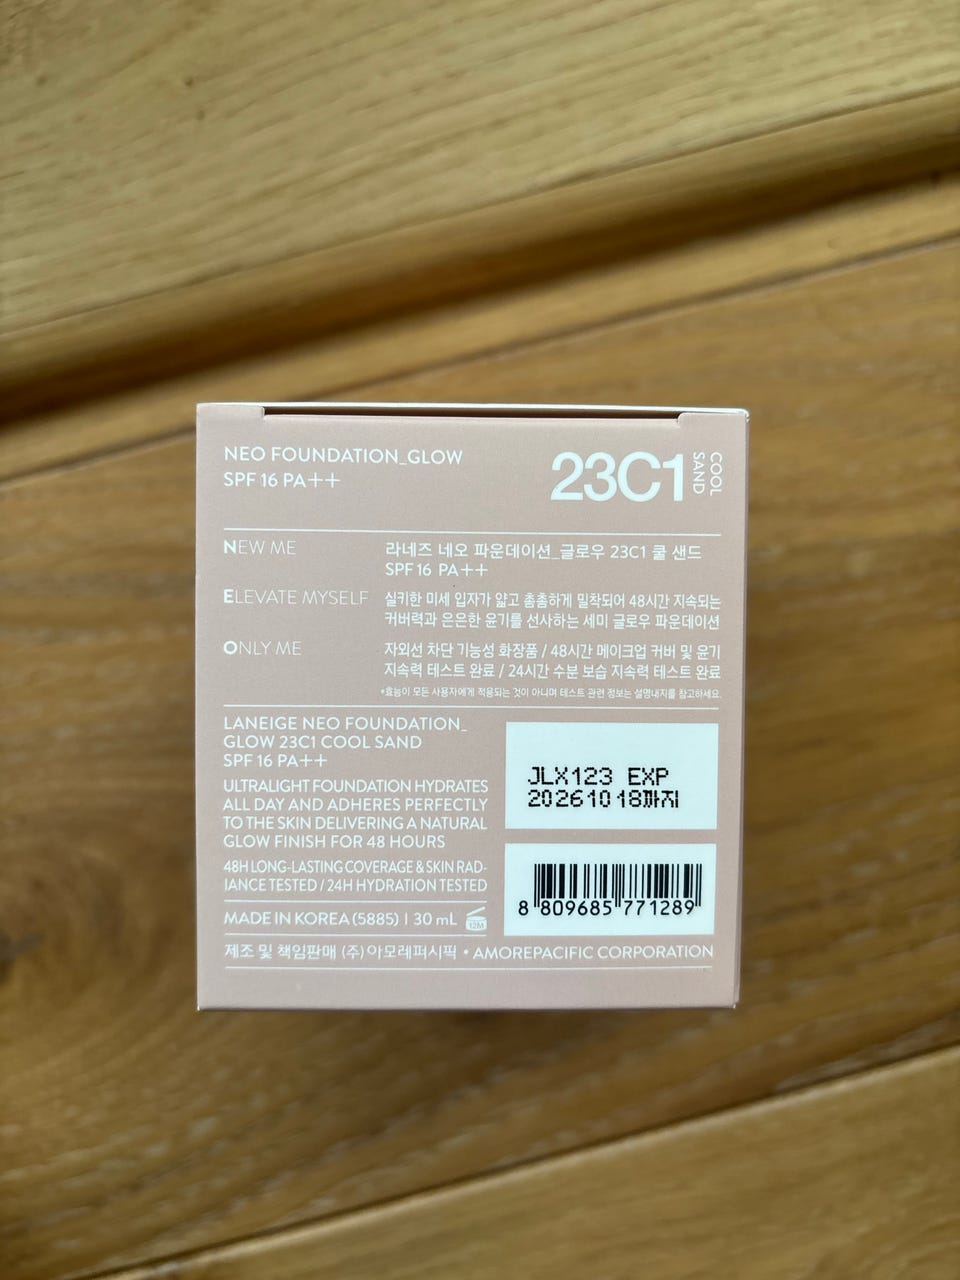 NEO FOUNDATION_GLOW
SPF 16 PA++
23C1
COOL
SAND
NEW ME
라네즈 네오 파운데이션_글로우 23C1 쿨 샌드
SPF 16 PA++
ELEVATE MYSELF
실키한 미세 입자가 얇고 촘촘하게 밀착되어 48시간 지속되는
커버력과 은은한 윤기를 선사하는 세미 글로우 파운데이션
ONLY ME
자외선 차단 기능성 화장품 / 48시간 메이크업 커버 및 윤기
지속력 테스트 완료 / 24시간 수분 보습 지속력 테스트 완료
*효능이 모든 사용자에게 적용되는 것이 아니며 테스트 관련 정보는 설명내지를 참고하세요.
LANEIGE NEO FOUNDATION_
GLOW 23C1 COOL SAND
SPF 16 PA++
ULTRALIGHT FOUNDATION HYDRATES
ALL DAY AND ADHERES PERFECTLY
TO THE SKIN DELIVERING A NATURAL
GLOW FINISH FOR 48 HOURS
48H LONG-LASTING COVERAGE & SKIN RAD-
IANCE TESTED / 24H HYDRATION TESTED
MADE IN KOREA (5885) | 30 mL
12M
JLX123 EXP
20261018까지
8 809685 771289
제조 및 책임판매 (주)아모레퍼시픽 • AMOREPACIFIC CORPORATION